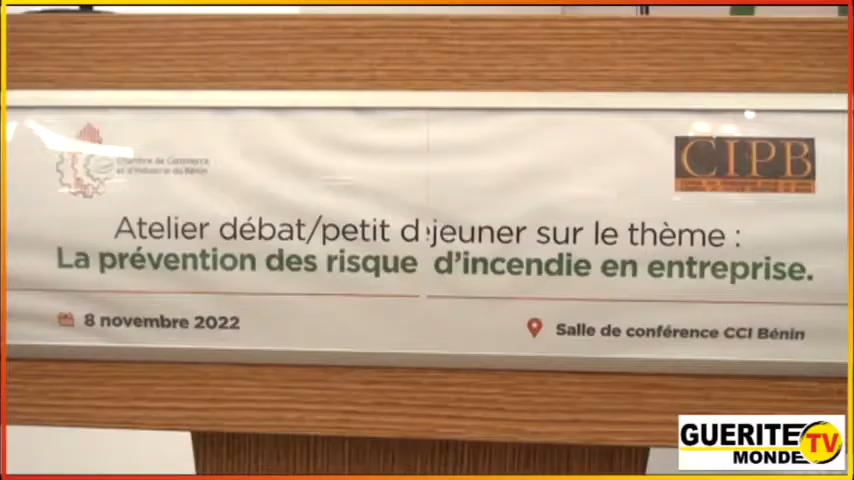 Chambre de Commerce
et d'Industrie du Bénin
CIPB
Atelier débat/petit déjeuner sur le thème :
La prévention des risque d'incendie en entreprise.
8 novembre 2022
Salle de conférence CCI Bénin
GUERITE TV
MONDE